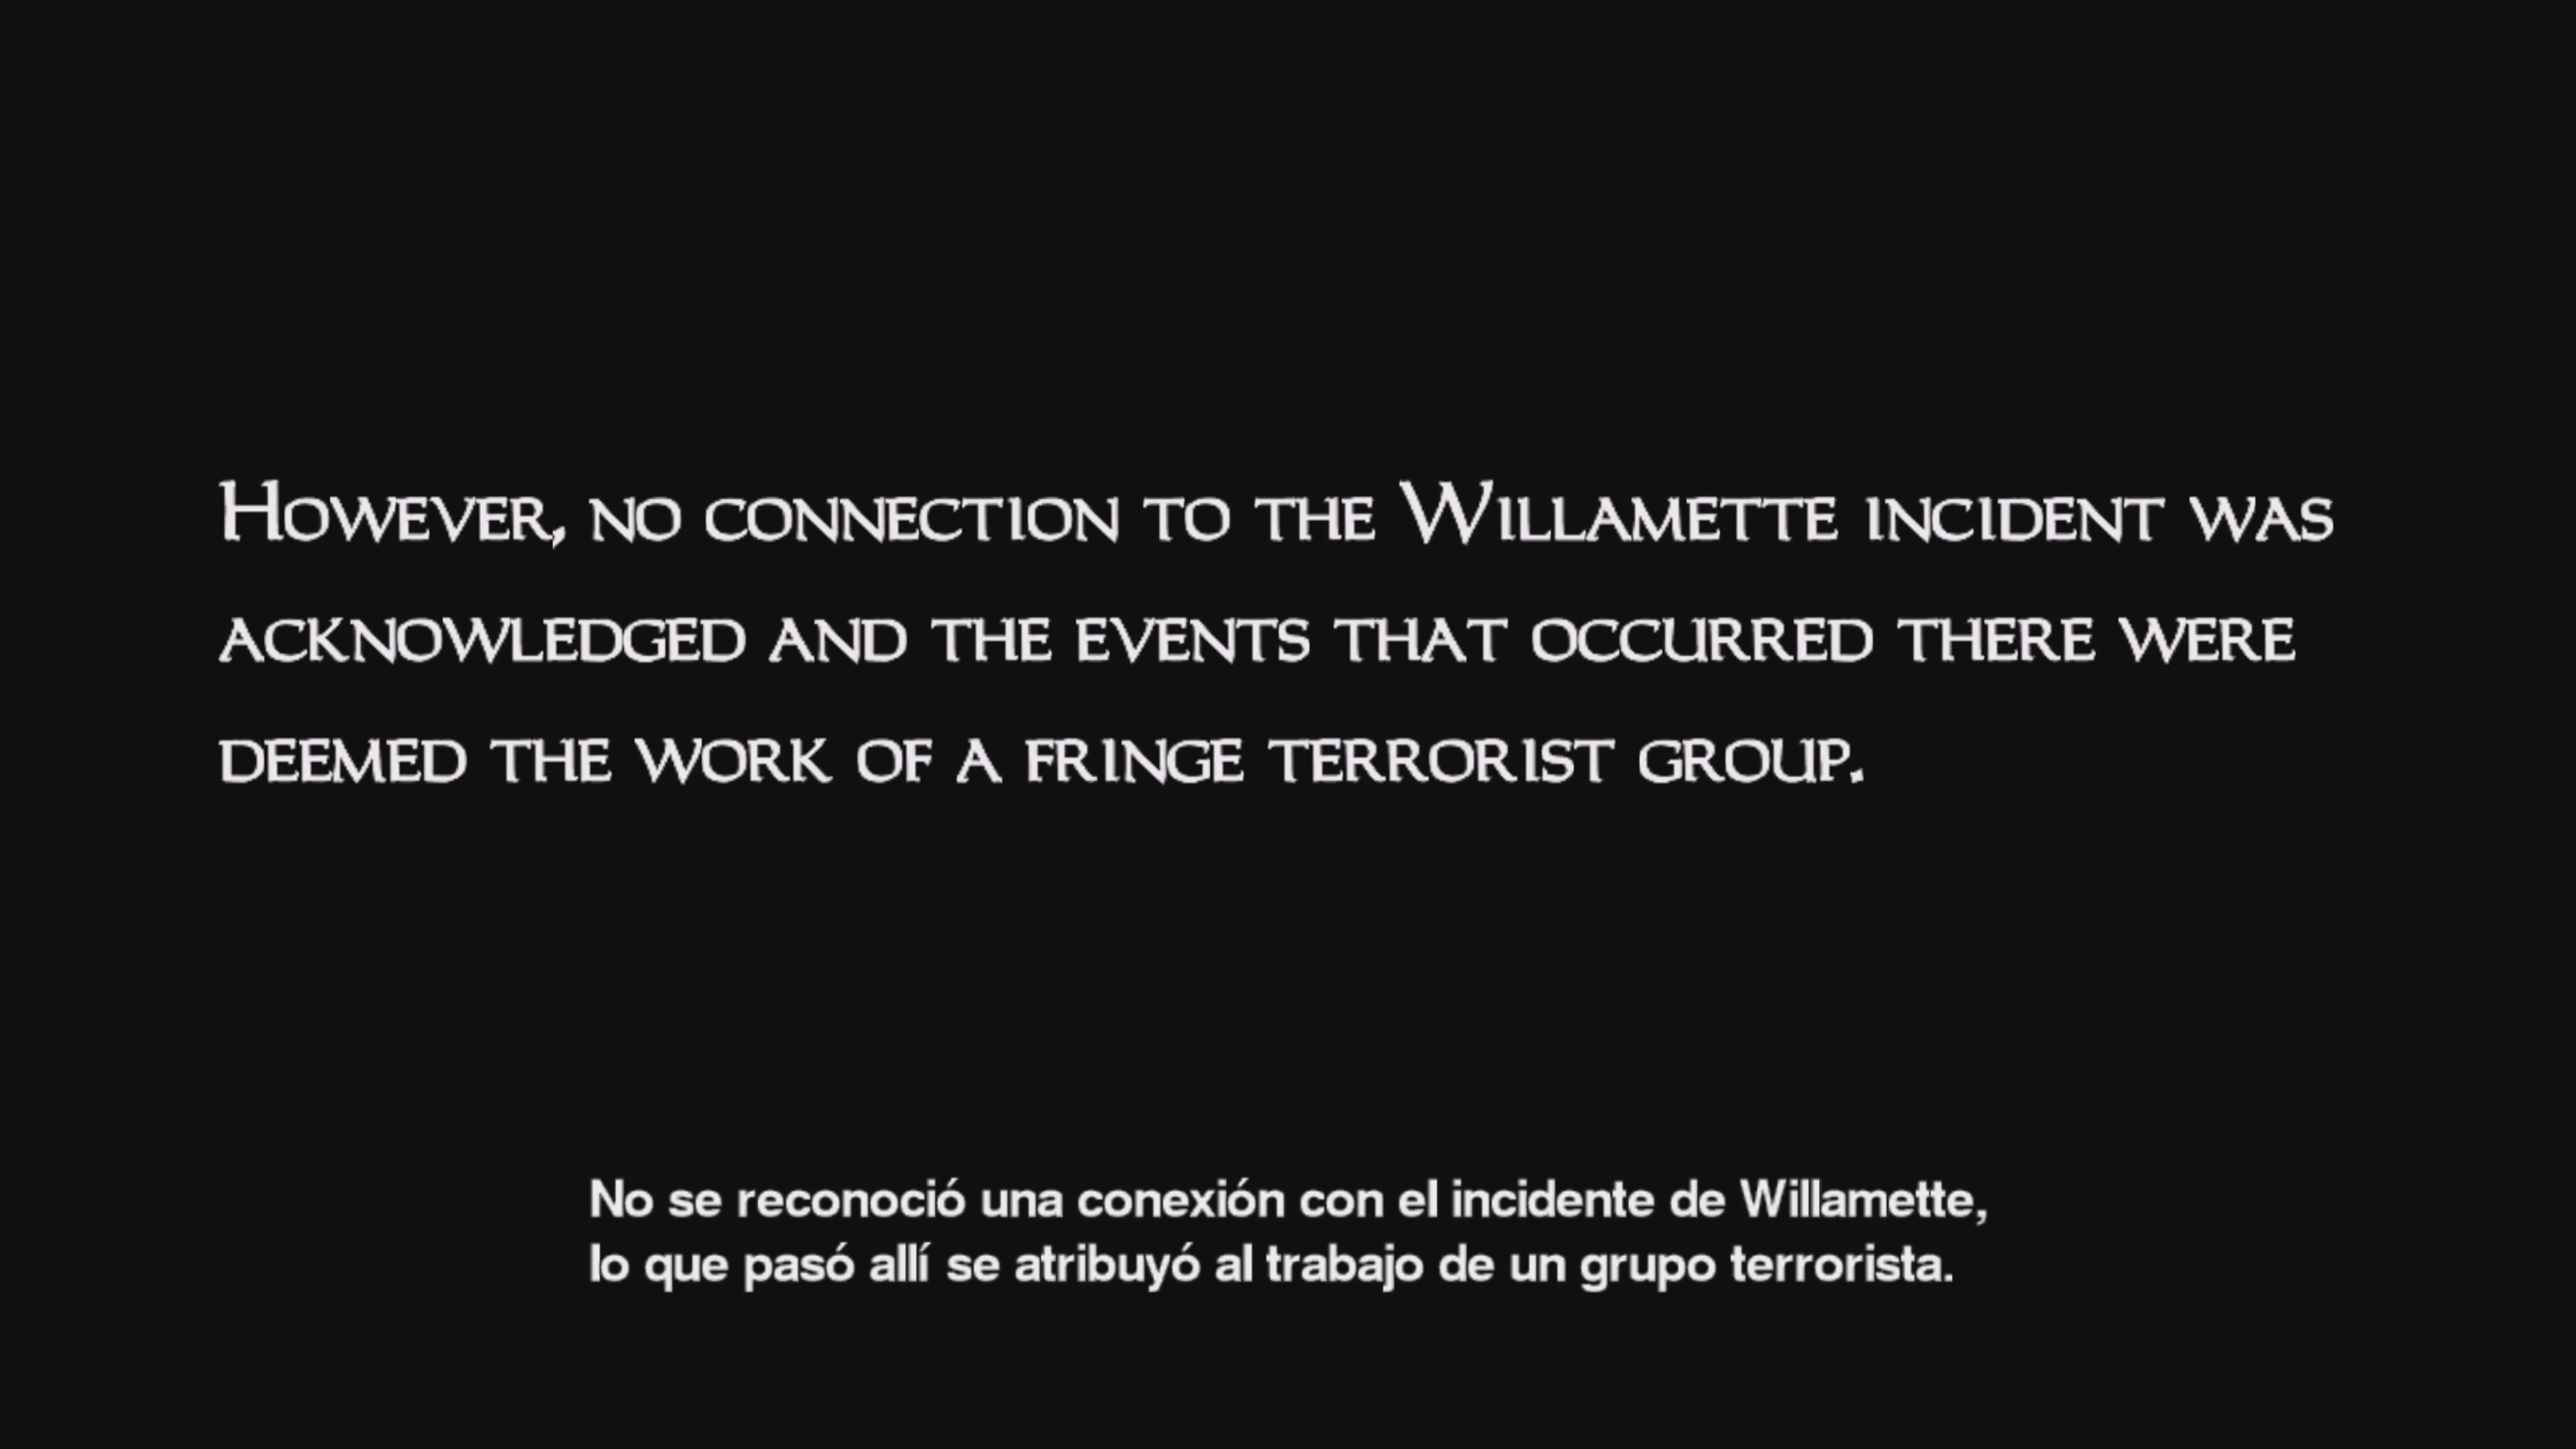 However, no connection to the Willamette incident was
acknowledged and the events that occurred there were
deemed the work of a fringe terrorist group.
No se reconoció una conexión con el incidente de Willamette,
lo que pasó allí se atribuyó al trabajo de un grupo terrorista.